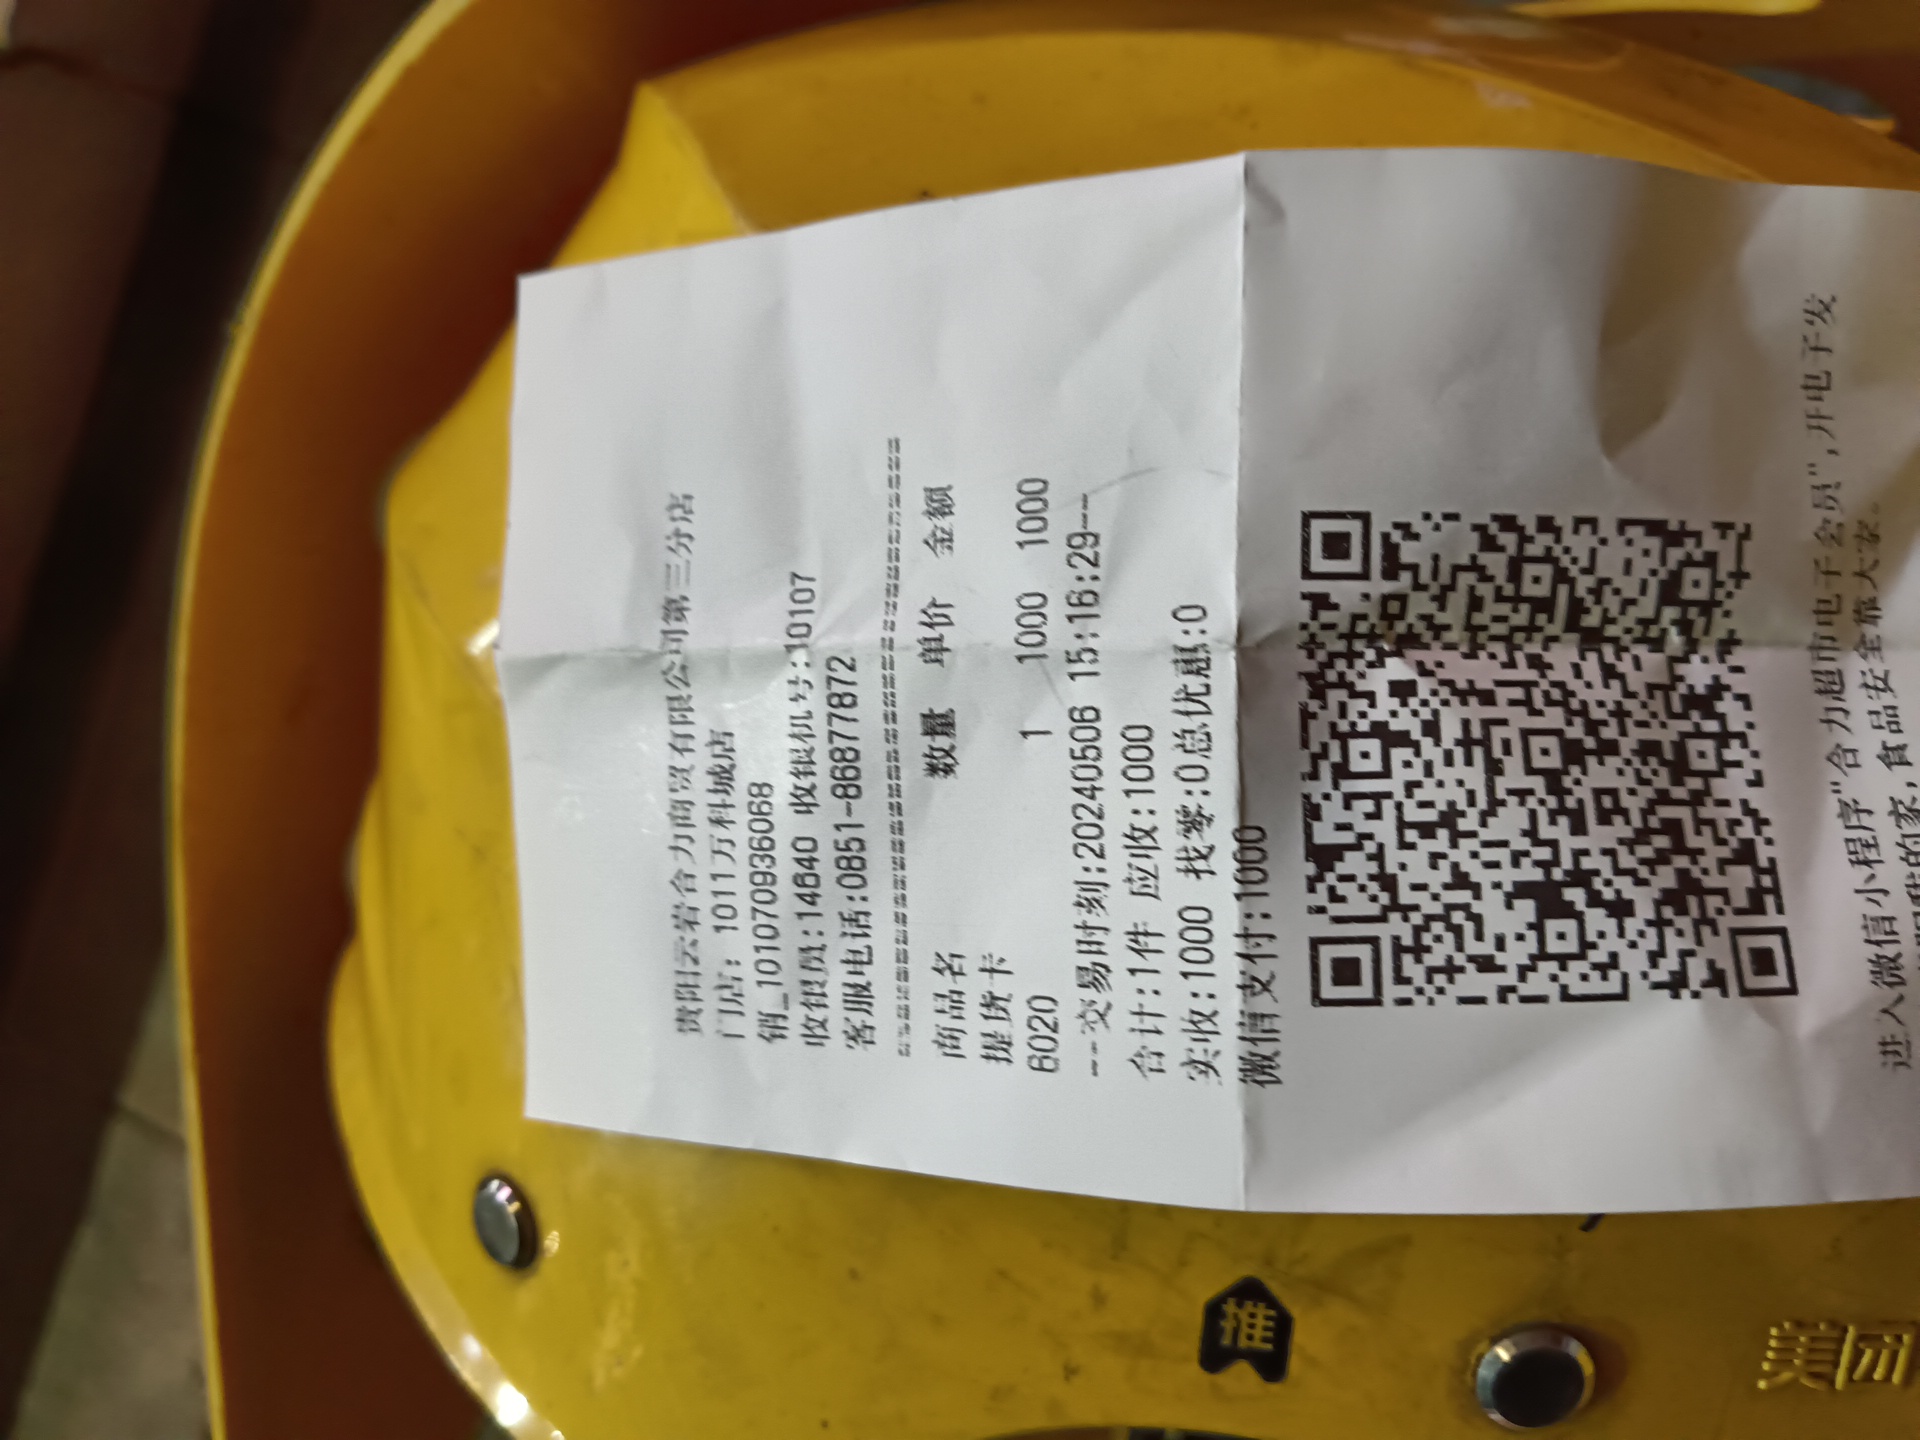 贵阳云岩合力商贸有限公司第三分店
门店：1011万科城店
销_1010709936068
收银员:14640 收银机号:10107
客服电话:0851-86877872
商品名 数量 单价 金额
提货卡
6020 1 1000 1000
--交易时刻:20240506 15:16:29--
合计:1件 应收:1000
实收:1000 找零:0总优惠:0
微信支付:1000
进入微信小程序"合力超市电子会员",开电子发
的家,食品安全靠大家。
推
美团